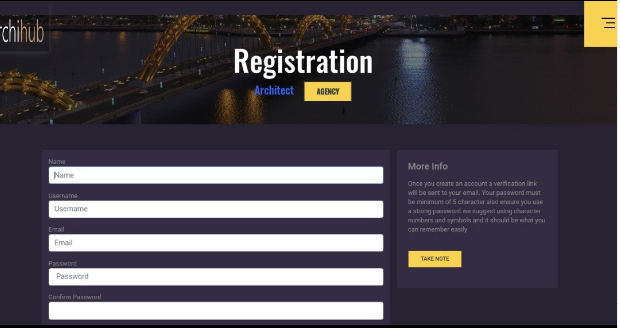 rchihub
Registration
Architect AGENCY
Name
Name
Username
Username
Email
Email
Password
Password
Confirm Password
More Info
Once you create an account a verification link
will be sent to your email. Your password must
be minimum of 5 character also ensure you use
a strong password we suggest using character
numbers and symbols and it should be what you
can remember easily
TAKE NOTE